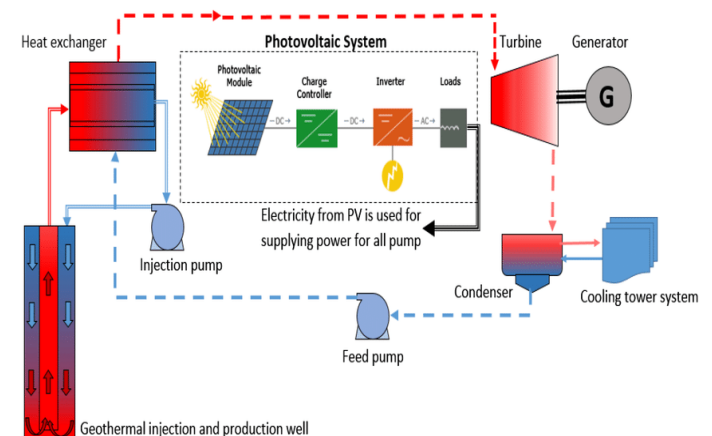 Heat exchanger
Photovoltaic System
Turbine
Generator
Photovoltaic
Module
Charge
Controller
Inverter
Loads
DC
DC
AC
G
Electricity from PV is used for
supplying power for all pump
Injection pump
Condenser
Cooling tower system
Feed pump
Geothermal injection and production well